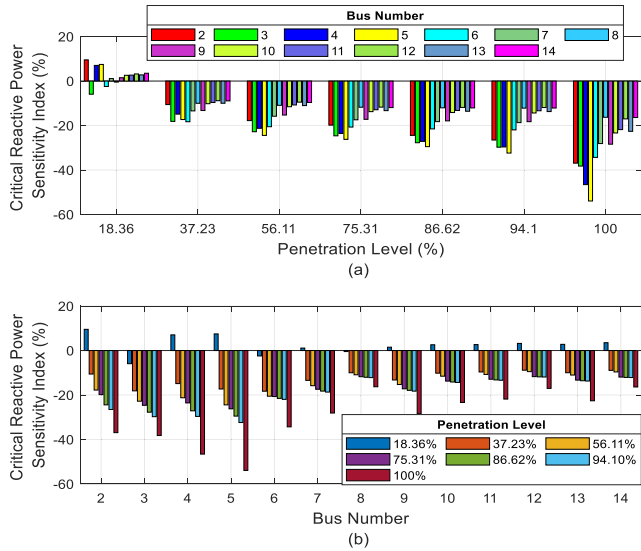 Bus Number
2 3 4 5 6 7 8
9 10 11 12 13 14
20
0
-20
-40
-60
Critical Reactive Power
Sensitivity Index (%)
18.36 37.23 56.11 75.31 86.62 94.1 100
Penetration Level (%)
(a)
20
0
-20
-40
-60
Critical Reactive Power
Sensitivity Index (%)
Penetration Level
18.36% 37.23% 56.11%
75.31% 86.62% 94.10%
100%
2 3 4 5 6 7 8 9 10 11 12 13 14
Bus Number
(b)